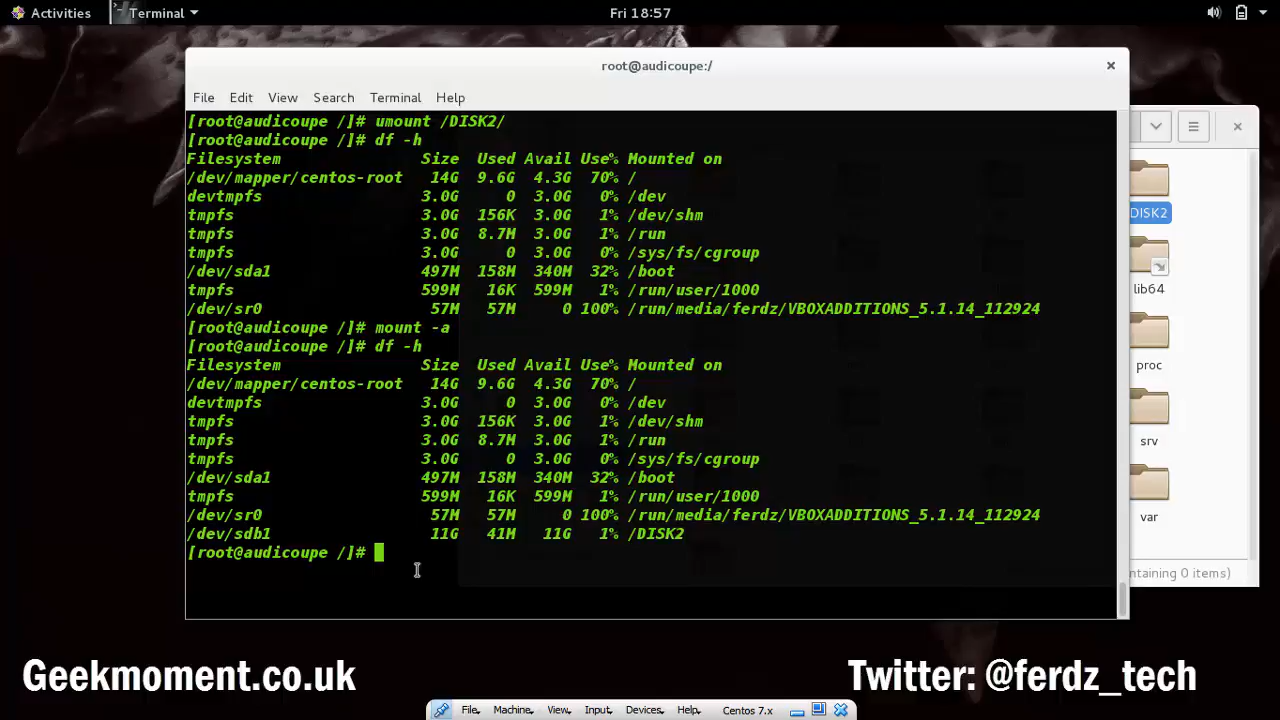 Activities Terminal Fri 18:57
root@audicoupe:/
File Edit View Search Terminal Help
[root@audicoupe /]# umount /DISK2/
[root@audicoupe /]# df -h
Filesystem Size Used Avail Use% Mounted on
/dev/mapper/centos-root 14G 9.6G 4.3G 70% /
devtmpfs 3.0G 0 3.0G 0% /dev
tmpfs 3.0G 156K 3.0G 1% /dev/shm
tmpfs 3.0G 8.7M 3.0G 1% /run
tmpfs 3.0G 0 3.0G 0% /sys/fs/cgroup
/dev/sda1 497M 158M 340M 32% /boot
tmpfs 599M 16K 599M 1% /run/user/1000
/dev/sr0 57M 57M 0 100% /run/media/ferdz/VBOXADDITIONS_5.1.14_112924
[root@audicoupe /]# mount -a
[root@audicoupe /]# df -h
Filesystem Size Used Avail Use% Mounted on
/dev/mapper/centos-root 14G 9.6G 4.3G 70% /
devtmpfs 3.0G 0 3.0G 0% /dev
tmpfs 3.0G 156K 3.0G 1% /dev/shm
tmpfs 3.0G 8.7M 3.0G 1% /run
tmpfs 3.0G 0 3.0G 0% /sys/fs/cgroup
/dev/sda1 497M 158M 340M 32% /boot
tmpfs 599M 16K 599M 1% /run/user/1000
/dev/sr0 57M 57M 0 100% /run/media/ferdz/VBOXADDITIONS_5.1.14_112924
/dev/sdb1 11G 41M 11G 1% /DISK2
[root@audicoupe /]#
DISK2
lib64
proc
srv
var
ntaining 0 items)
Geekmoment.co.uk
Twitter: @ferdz_tech
File Machine View Input Devices Help Centos 7.x